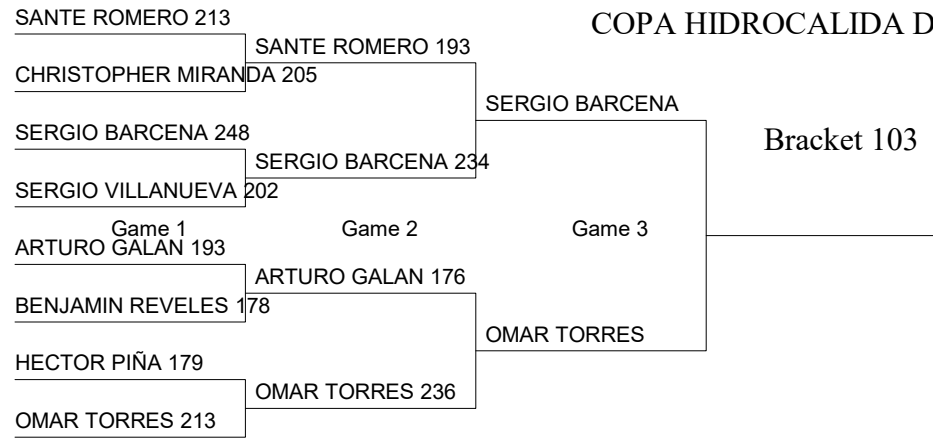 SANTE ROMERO 213
COPA HIDROCALIDA D
SANTE ROMERO 193
CHRISTOPHER MIRANDA 205
SERGIO BARCENA
SERGIO BARCENA 248
Bracket 103
SERGIO BARCENA 234
SERGIO VILLANUEVA 202
Game 1
Game 2
Game 3
ARTURO GALAN 193
ARTURO GALAN 176
BENJAMIN REVELES 178
OMAR TORRES
HECTOR PIÑA 179
OMAR TORRES 236
OMAR TORRES 213